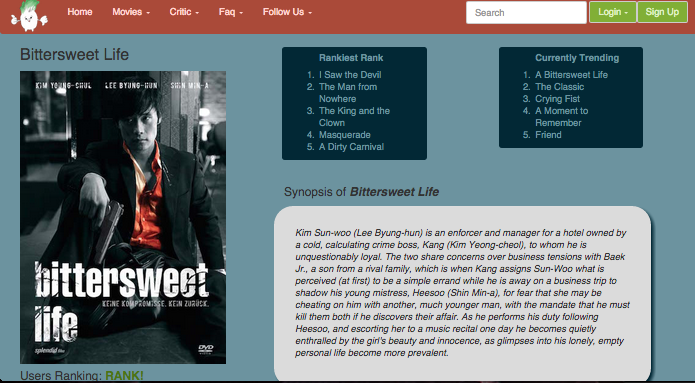 Home Movies Critic Faq Follow Us Search Login Sign Up
Bittersweet Life
KIM YOUNG-CHUL LEE BYUNG-HUN SHIN MIN-A
bittersweet
KEINE KOMPROMISSE. KEIN ZURÜCK.
life
splendid film
DVD
Users Ranking: RANK!
Rankiest Rank
1. I Saw the Devil
2. The Man from
Nowhere
3. The King and the
Clown
4. Masquerade
5. A Dirty Carnival
Currently Trending
1. A Bittersweet Life
2. The Classic
3. Crying Fist
4. A Moment to
Remember
5. Friend
Synopsis of Bittersweet Life
Kim Sun-woo (Lee Byung-hun) is an enforcer and manager for a hotel owned by
a cold, calculating crime boss, Kang (Kim Yeong-cheol), to whom he is
unquestionably loyal. The two share concerns over business tensions with Baek
Jr., a son from a rival family, which is when Kang assigns Sun-Woo what is
perceived (at first) to be a simple errand while he is away on a business trip to
shadow his young mistress, Heesoo (Shin Min-a), for fear that she may be
cheating on him with another, much younger man, with the mandate that he must
kill them both if he discovers their affair. As he performs his duty following
Heesoo, and escorting her to a music recital one day he becomes quietly
enthralled by the girl's beauty and innocence, as glimpses into his lonely, empty
personal life become more prevalent.